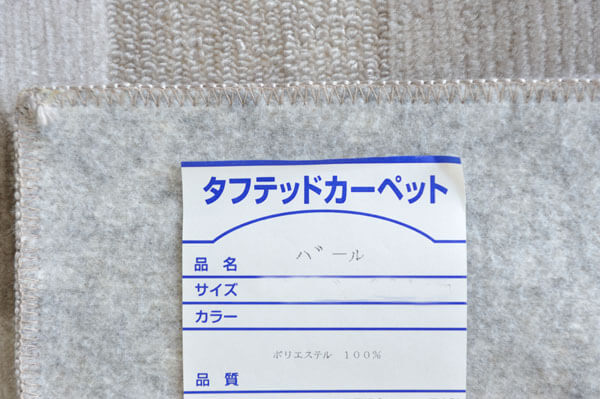 タフテッドカーペット
品名 バール
サイズ
カラー
ポリエステル 100%
品質